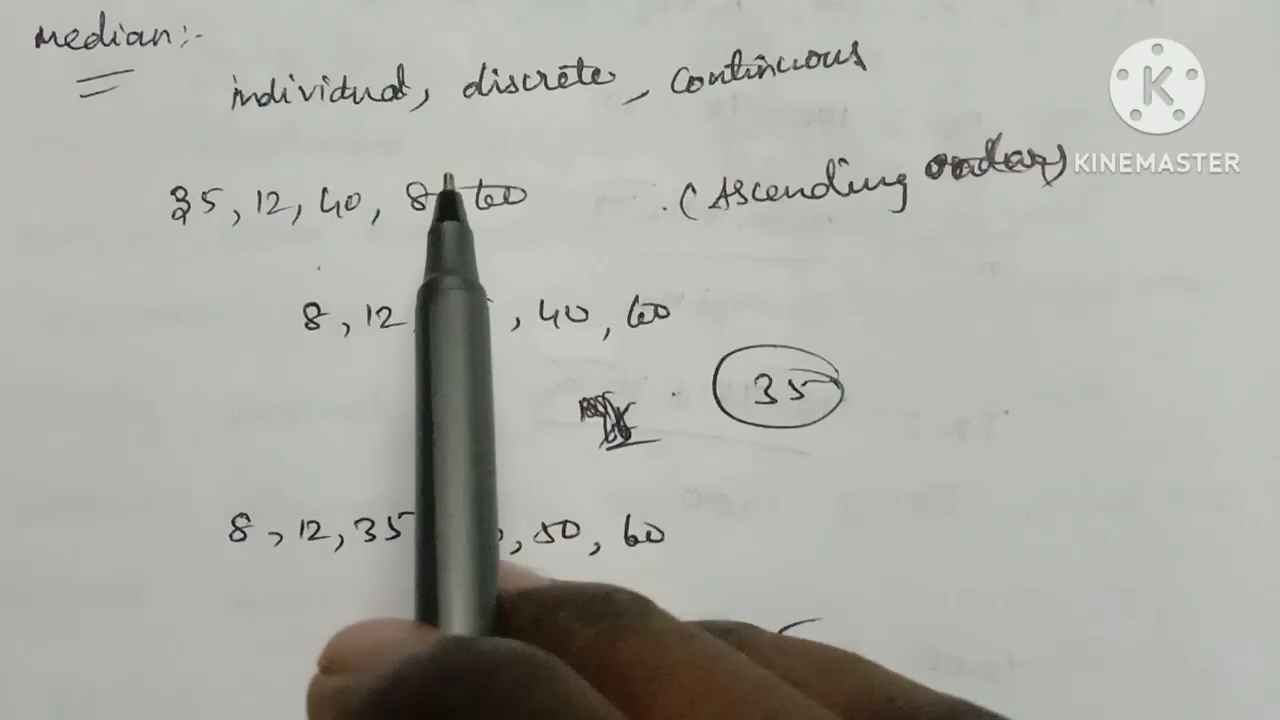 median:-
individual, discrete, continuous
35, 12, 40, 8 60
(Ascending order)
KINEMASTER
8, 12 , 40, 60
35
8, 12, 35 , 50, 60